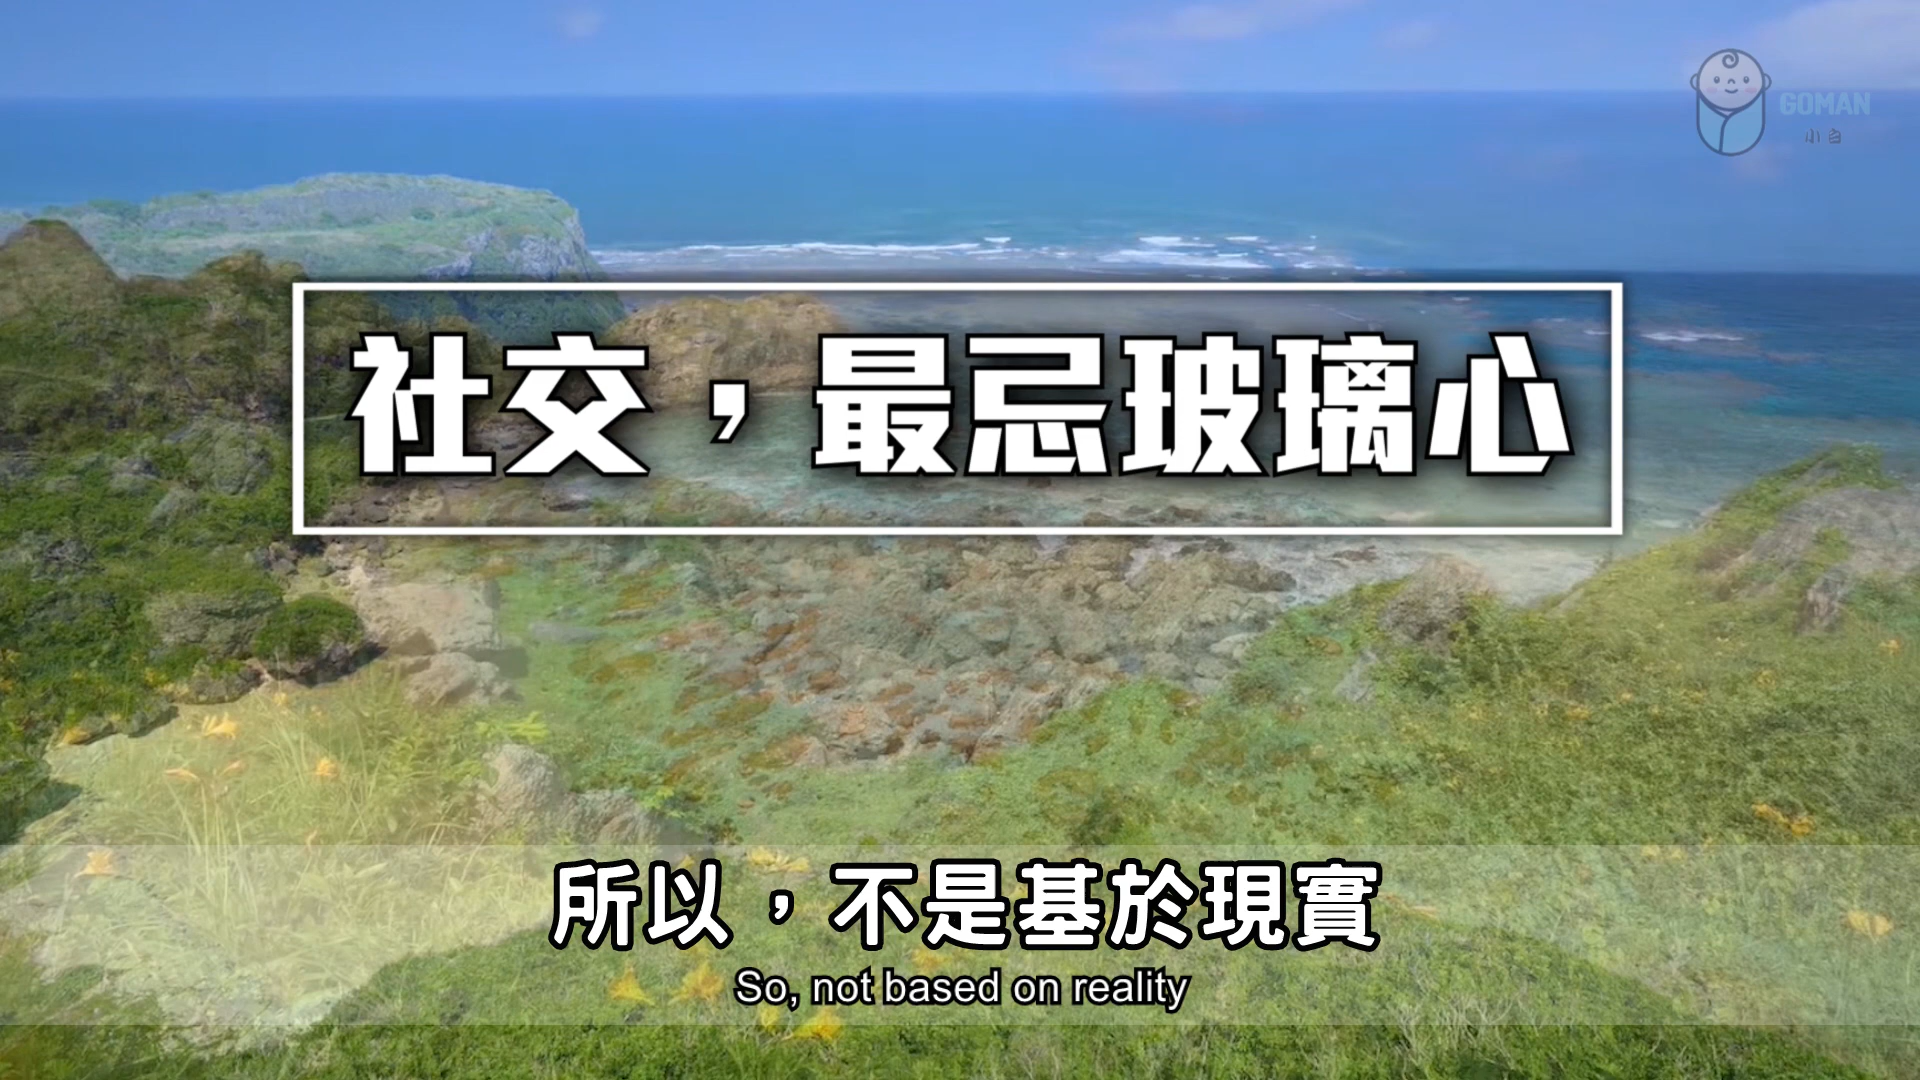 GOMAN
小白
社交，最忌玻璃心
所以，不是基於現實
So, not based on reality